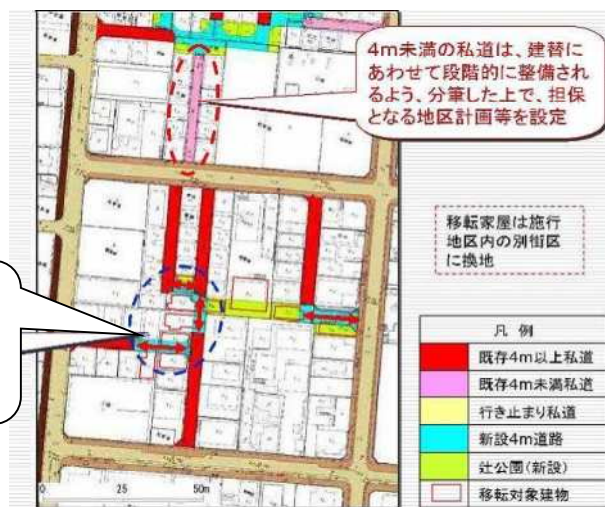 4m未満の私道は、建替に
あわせて段階的に整備され
るよう、分筆した上で、担保
となる地区計画等を設定
移転家屋は施行
地区内の別街区
に換地
凡 例
既存4m以上私道
既存4m未満私道
行き止まり私道
新設4m道路
辻公園(新設)
移転対象建物
0 25 50m